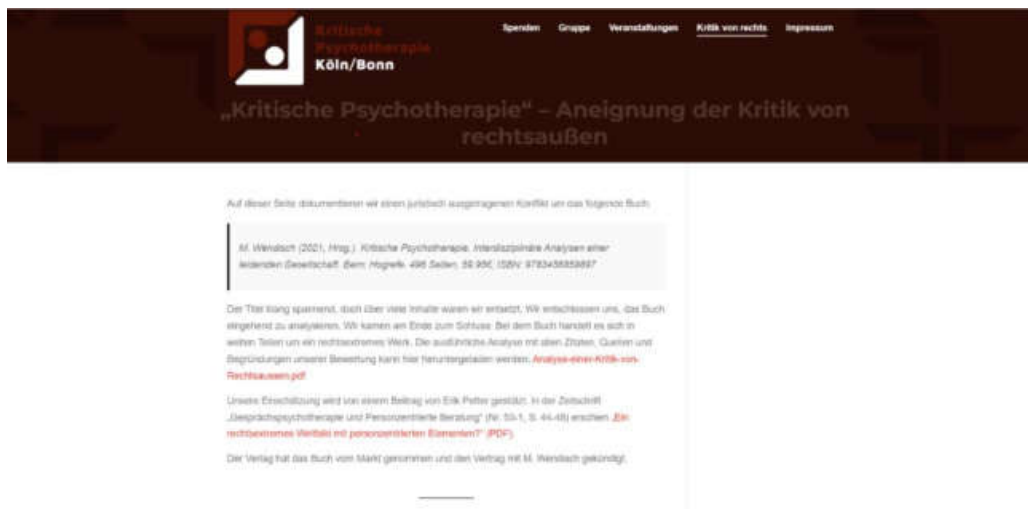 Kritische
Psychotherapie
Köln/Bonn
Spenden Gruppe Veranstaltungen Kritik von rechts Impressum
„Kritische Psychotherapie“ – Aneignung der Kritik von
rechtsaußen
Auf dieser Seite dokumentieren wir einen juristisch ausgetragenen Konflikt um das folgende Buch:
M. Wendisch (2021, Hrsg.). Kritische Psychotherapie. Interdisziplinäre Analysen einer
leidenden Gesellschaft. Bern: Hogrefe. 496 Seiten, 59,95€, ISBN:
Der Titel klang spannend, doch über viele Inhalte waren wir entsetzt. Wir entschlossen uns, das Buch
eingehend zu analysieren. Wir kamen am Ende zum Schluss: Bei dem Buch handelt es sich in
weiten Teilen um ein rechtsextremes Werk. Die ausführliche Analyse mit allen Zitaten, Quellen und
Begründungen unserer Bewertung kann hier heruntergeladen werden: Analyse-einer-Kritik-von-
Rechtsaussen.pdf
Unsere Einschätzung wird von einem Beitrag von Erik Petter gestützt. In der Zeitschrift
„Gesprächspsychotherapie und Personzentrierte Beratung“ (Nr. 53-1, S. 44-48) erschien „Ein
rechtsextremes Weltbild mit personzentrierten Elementen?“ (PDF).
Der Verlag hat das Buch vom Markt genommen und den Vertrag mit M. Wendisch gekündigt.